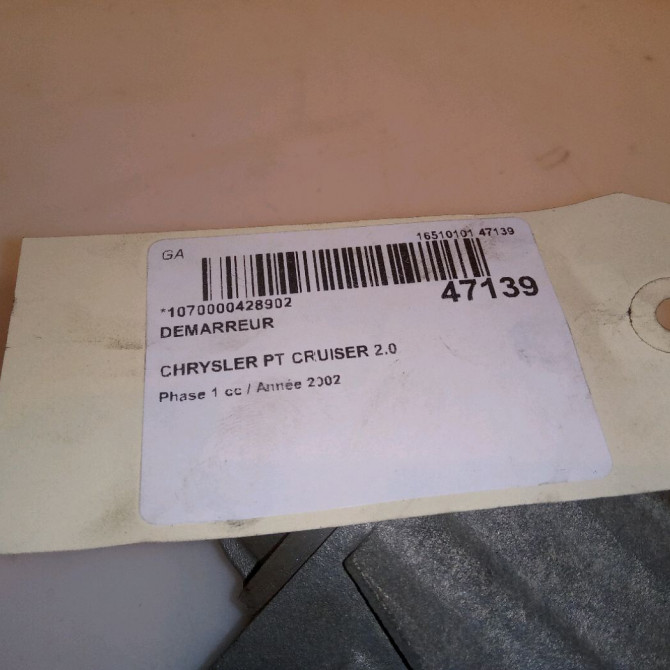 GA
16510101 47139
*1070000428902
47139
DEMARREUR
CHRYSLER PT CRUISER 2.0
Phase 1 cc / Année 2002